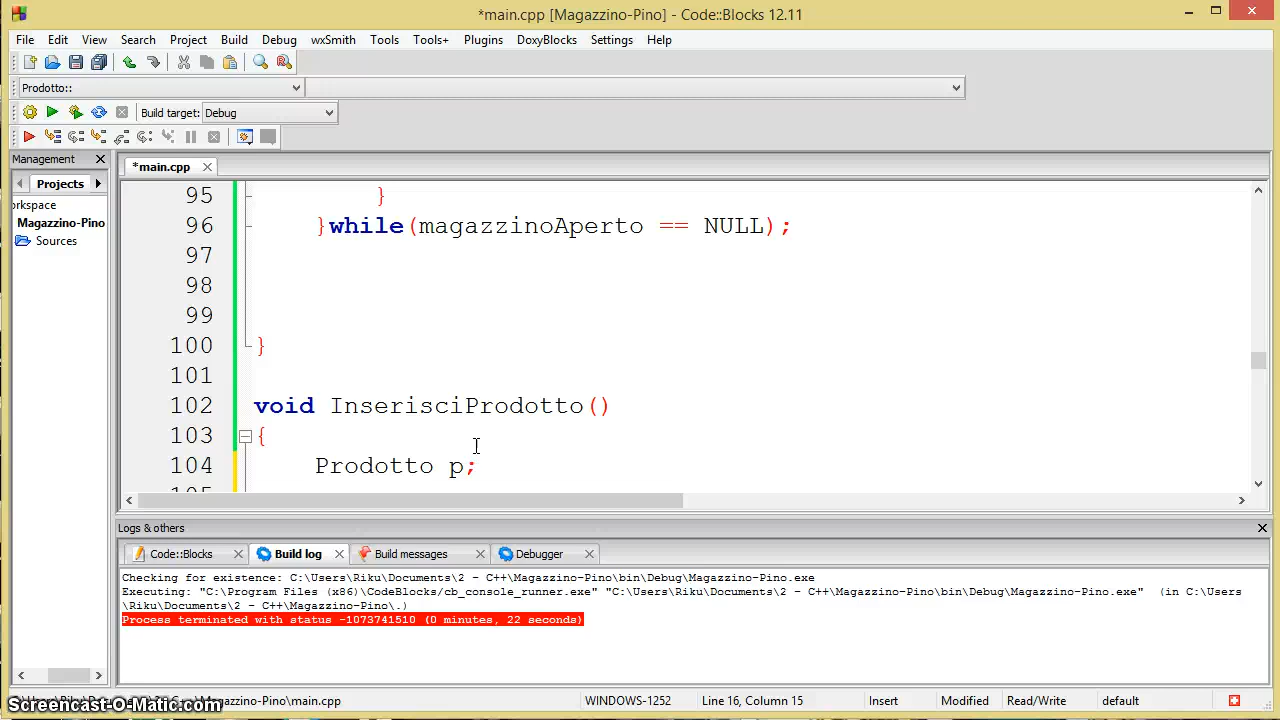 *main.cpp [Magazzino-Pino] - Code::Blocks 12.11
File Edit View Search Project Build Debug wxSmith Tools Tools+ Plugins DoxyBlocks Settings Help
Prodotto::
Build target: Debug
Management
*main.cpp
Projects
rkspace
Magazzino-Pino
Sources
95 }
96 }while(magazzinoAperto == NULL);
97
98
99
100 }
101
102 void InserisciProdotto()
103 {
104 Prodotto p;
Logs & others
Code::Blocks Build log Build messages Debugger
Checking for existence: C:\Users\Riku\Documents\2 - C++\Magazzino-Pino\bin\Debug\Magazzino-Pino.exe
Executing: "C:\Program Files (x86)\CodeBlocks/cb_console_runner.exe" "C:\Users\Riku\Documents\2 - C++\Magazzino-Pino\bin\Debug\Magazzino-Pino.exe"  (in C:\Users
\Riku\Documents\2 - C++\Magazzino-Pino\.)
Process terminated with status -1073741510 (0 minutes, 22 seconds)
Magazzino-Pino\main.cpp WINDOWS-1252 Line 16, Column 15 Insert Modified Read/Write default
Screencast-O-Matic.com